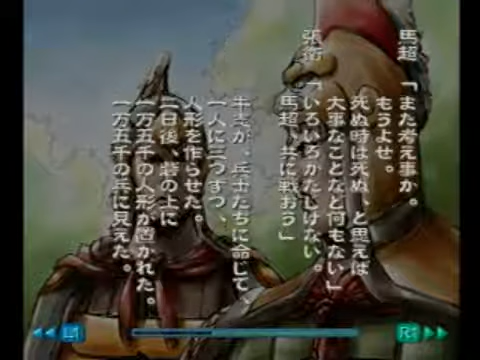 馬超 「また考え事か。
もうよせ。
死ぬ時は死ぬ、と思えば
大事なことなど何もない」
張衛 「いろいろかたじけない。
馬超、共に戦おう」
牛志が、兵士たちに命じて、
一人に三つずつ、
人形を作らせた。
二日後、砦の上に
一万五千の人形が置かれた。
一万五千の兵に見えた。
L1
R1